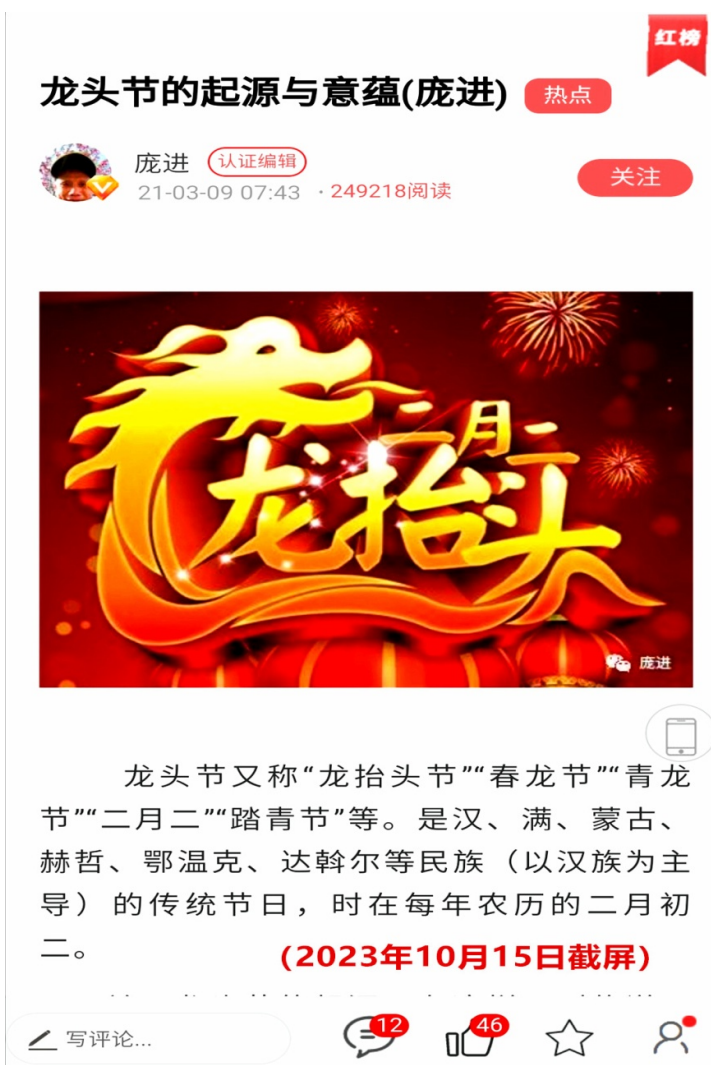 红榜
龙头节的起源与意蕴(庞进) 热点
庞进 认证编辑
21-03-09 07:43 ·249218阅读
关注
二月二
龙抬头
庞进
龙头节又称“龙抬头节”“春龙节”“青龙
节”“二月二”“踏青节”等。是汉、满、蒙古、
赫哲、鄂温克、达斡尔等民族（以汉族为主
导）的传统节日，时在每年农历的二月初
二。
(2023年10月15日截屏)
写评论...
12
46